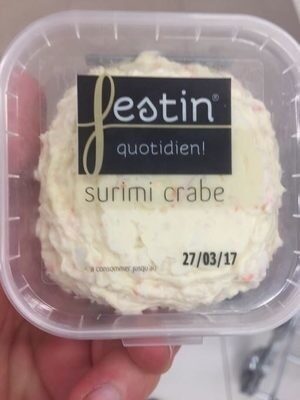 festin®
quotidien!
surimi crabe
27/03/17
à consommer jusqu'au